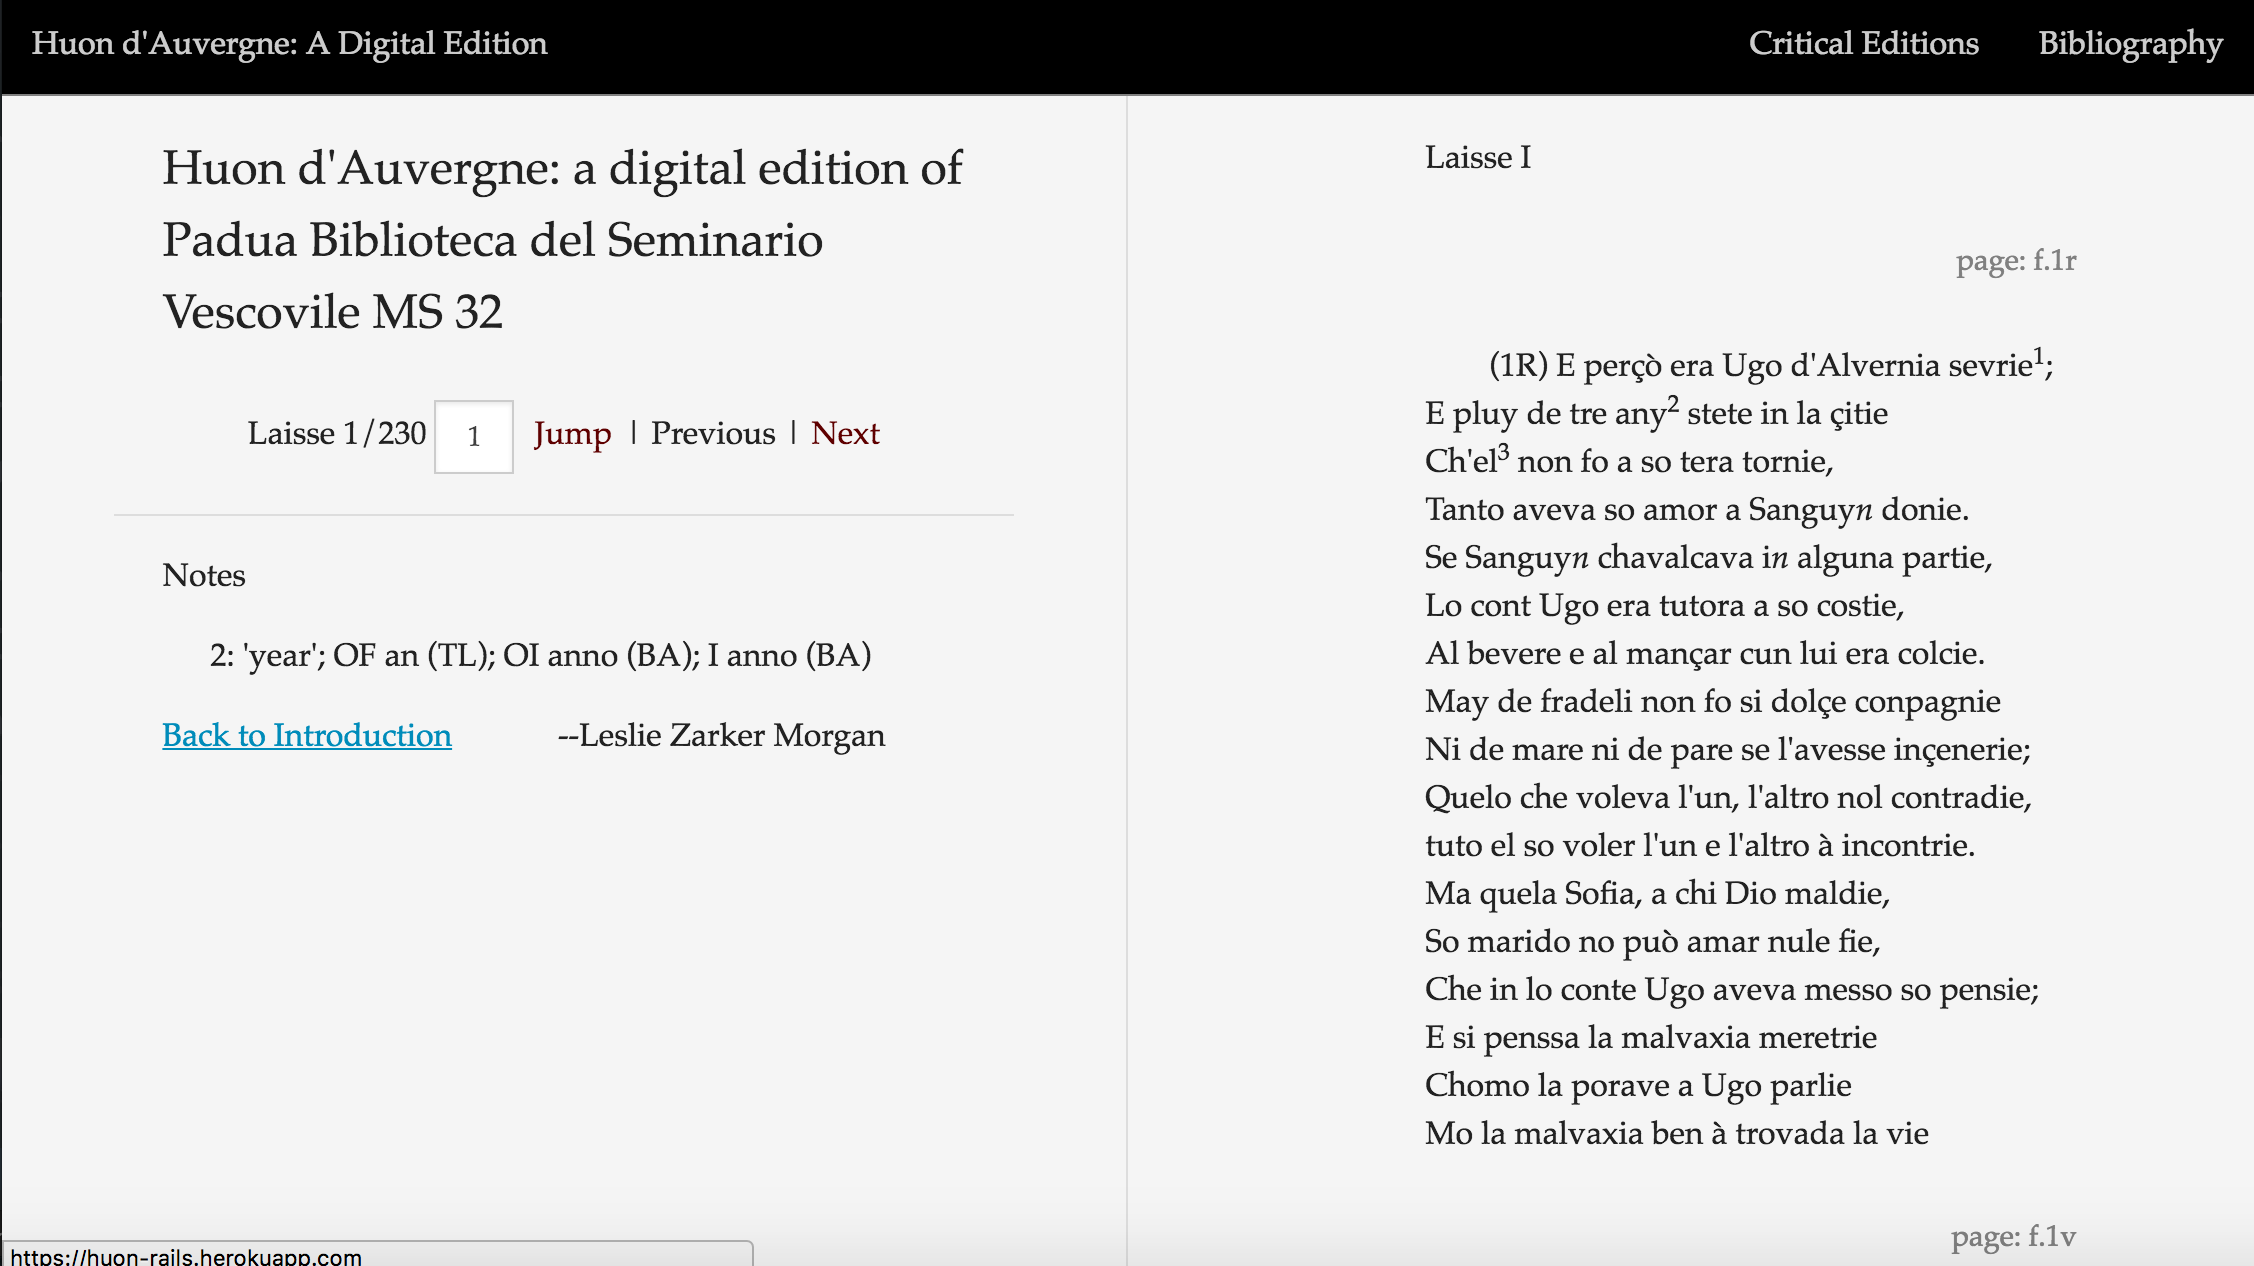 Huon d'Auvergne: A Digital Edition
Critical Editions
Bibliography
Huon d'Auvergne: a digital edition of
Padua Biblioteca del Seminario
Vescovile MS 32
Laisse 1/230 1 Jump | Previous | Next
Notes
2: 'year'; OF an (TL); OI anno (BA); I anno (BA)
Back to Introduction --Leslie Zarker Morgan
Laisse I
page: f.1r
(1R) E perçò era Ugo d'Alvernia sevrie¹;
E pluy de tre any² stete in la çitie
Ch'el³ non fo a so tera tornie,
Tanto aveva so amor a Sanguyn donie.
Se Sanguyn chavalcava in alguna partie,
Lo cont Ugo era tutora a so costie,
Al bevere e al mançar cun lui era colcie.
May de fradeli non fo si dolçe conpagnie
Ni de mare ni de pare se l'avesse inçenerie;
Quelo che voleva l'un, l'altro nol contradie,
tuto el so voler l'un e l'altro à incontrie.
Ma quela Sofia, a chi Dio maldie,
So marido no può amar nule fie,
Che in lo conte Ugo aveva messo so pensie;
E si penssa la malvaxia meretrie
Chomo la porave a Ugo parlie
Mo la malvaxia ben à trovada la vie
page: f.1v
https://huon-rails.herokuapp.com